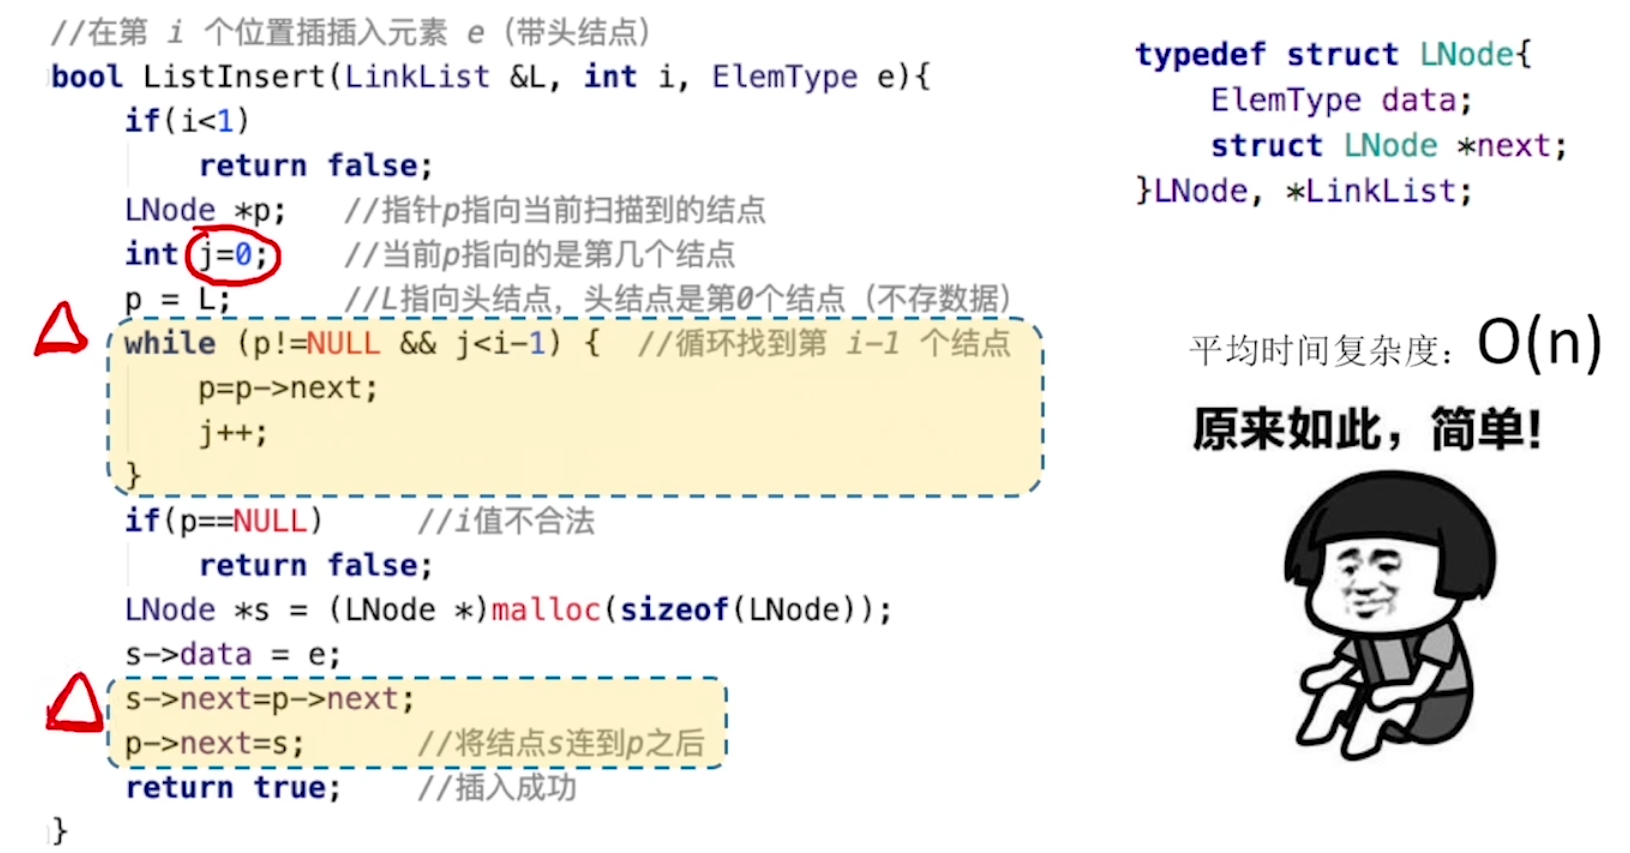 //在第 i 个位置插插入元素 e（带头结点）
bool ListInsert(LinkList &L, int i, ElemType e){
if(i<1)
return false;
LNode *p; //指针p指向当前扫描到的结点
int j=0; //当前p指向的是第几个结点
p = L; //L指向头结点，头结点是第0个结点（不存数据）
while (p!=NULL && j<i-1) { //循环找到第 i-1 个结点
p=p->next;
j++;
}
if(p==NULL) //i值不合法
return false;
LNode *s = (LNode *)malloc(sizeof(LNode));
s->data = e;
s->next=p->next;
p->next=s; //将结点s连到p之后
return true; //插入成功
}
typedef struct LNode{
ElemType data;
struct LNode *next;
}LNode, *LinkList;
平均时间复杂度：O(n)
原来如此，简单!